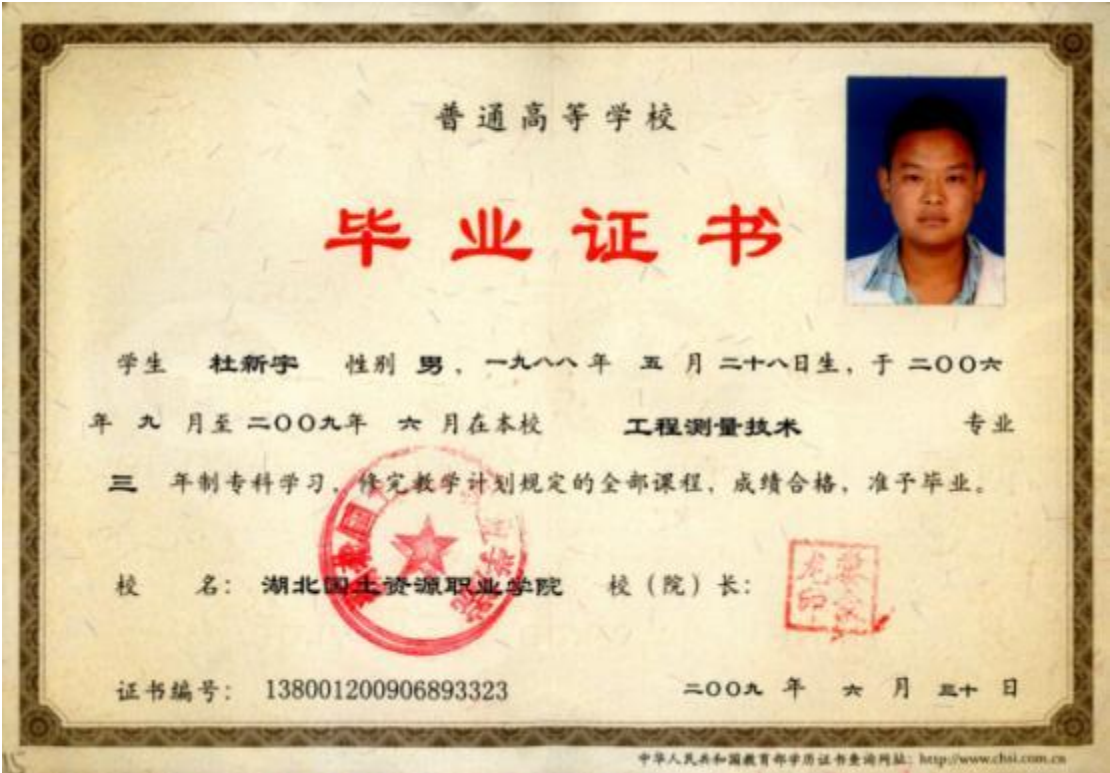 普通高等学校
毕业证书
学生 杜新宇 性别 男，一九八八年 五 月 二十八日生，于 二〇〇六
年 九 月至 二〇〇九年 六 月在本校 工程测量技术 专业
三 年制专科学习，修完教学计划规定的全部课程，成绩合格，准予毕业。
校 名：湖北国土资源职业学院 校（院）长：
证书编号：138001200906893323 二〇〇九 年 六 月 三十 日
中华人民共和国教育部学历证书查询网址：http://www.chsi.com.cn